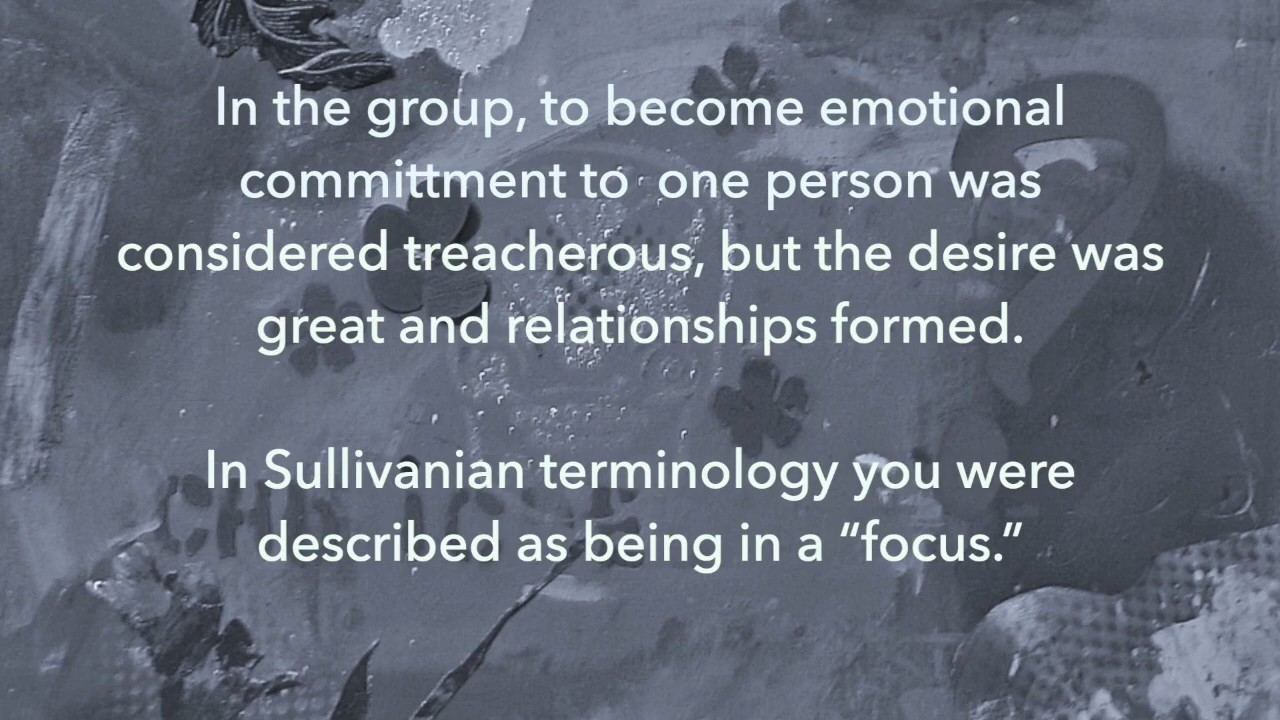 In the group, to become emotional
committment to  one person was
considered treacherous, but the desire was
great and relationships formed.
In Sullivanian terminology you were
described as being in a “focus.”